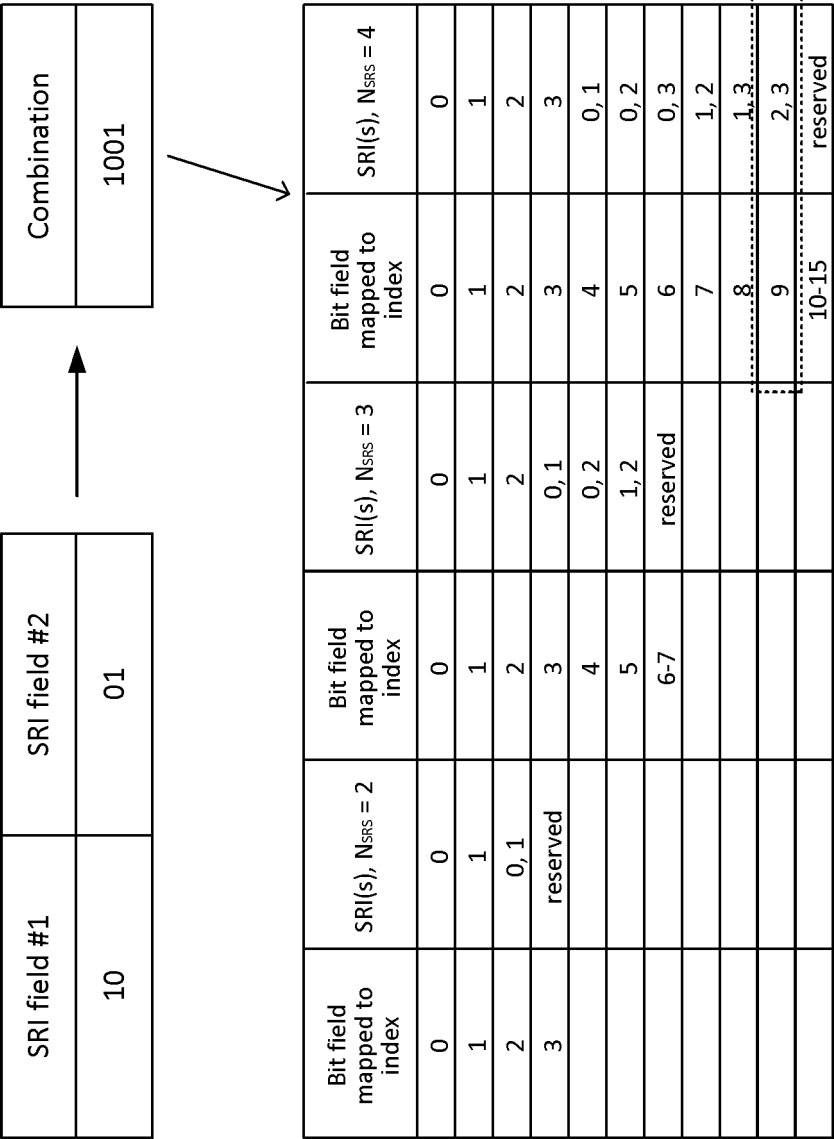 SRI field #1 SRI field #2 Combination
10 01 1001
Bit field mapped to index SRI(s), NSRS = 2 Bit field mapped to index SRI(s), NSRS = 3 Bit field mapped to index SRI(s), NSRS = 4
0 0 0 0 0 0
1 1 1 1 1 1
2 0, 1 2 2 2 2
3 reserved 3 0, 1 3 3
4 0, 2 4 0, 1
5 1, 2 5 0, 2
6-7 reserved 6 0, 3
7 1, 2
8 1, 3
9 2, 3
10-15 reserved